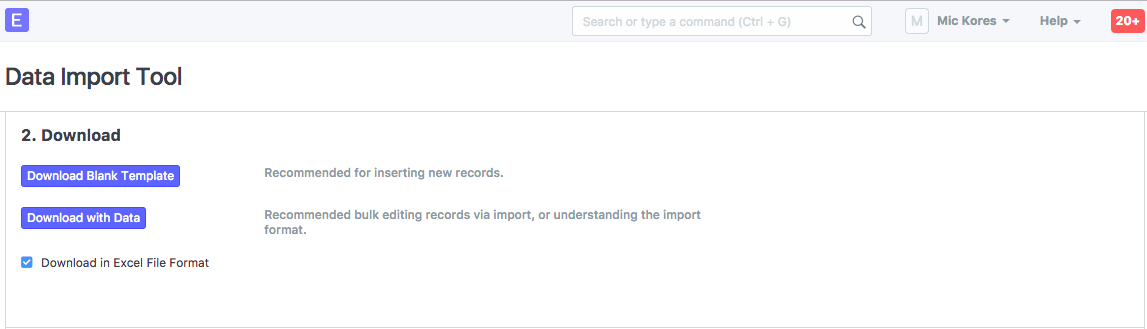 E
Search or type a command (Ctrl + G)
M
Mic Kores
Help
20+
Data Import Tool
2. Download
Download Blank Template
Recommended for inserting new records.
Download with Data
Recommended bulk editing records via import, or understanding the import
format.
Download in Excel File Format